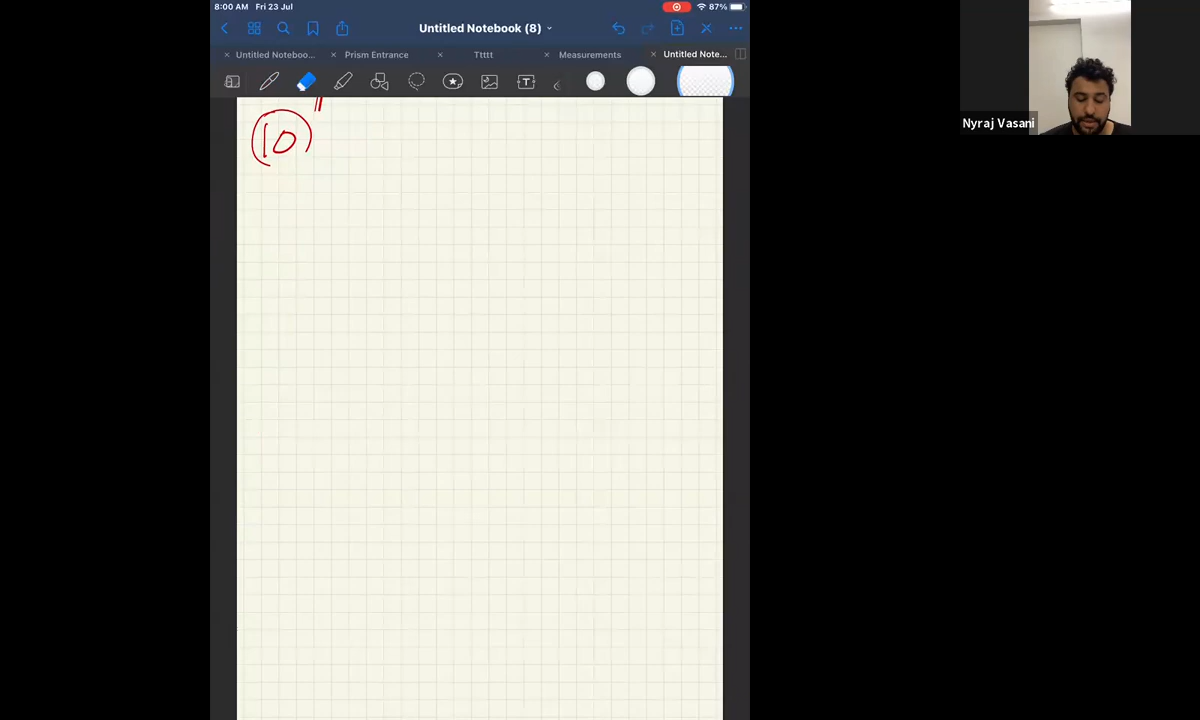 8:00 AM Fri 23 Jul
87%
Untitled Notebook (8)
Untitled Noteboo...
Prism Entrance
Ttttt
Measurements
Untitled Note...
T
10
Nyraj Vasani